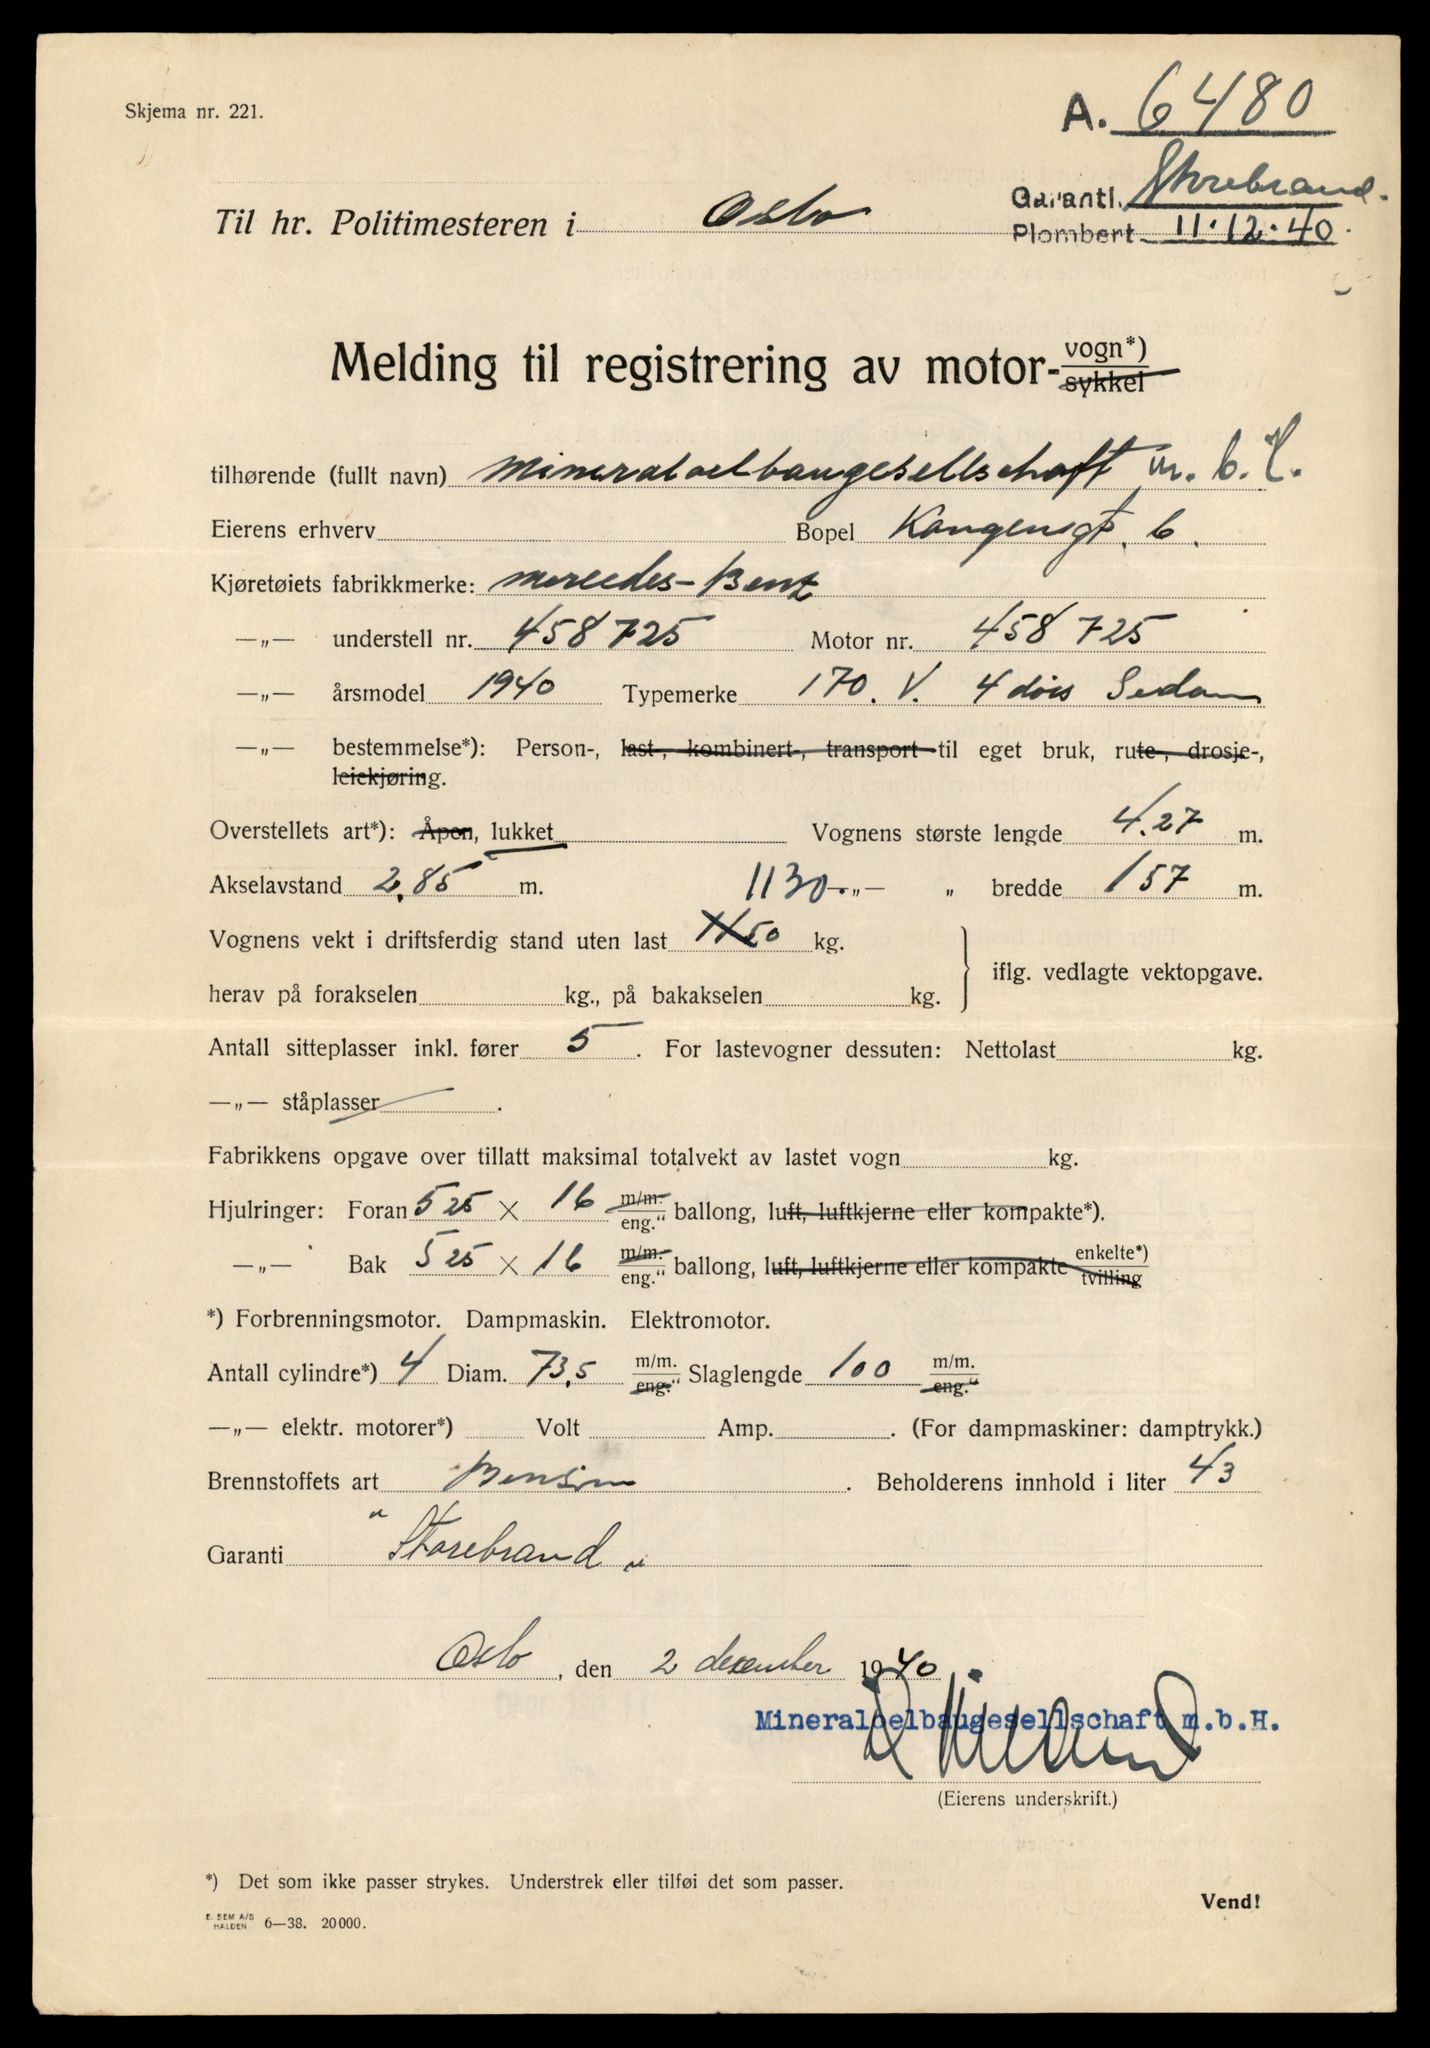 Skjema nr. 221.
A. 6480
Garanti. Storebrand.
Til hr. Politimesteren i Oslo
Plombert 11.12.40.
Melding til registrering av motor-vogn*)
sykkel
tilhørende (fullt navn) Mineraloelbaugesellschaft m.b.H.
Eierens erhverv Bopel Kongensgt. 6.
Kjøretøiets fabrikkmerke: Mercedes-Benz
—„— understell nr. 458725 Motor nr. 458725
—„— årsmodel 1940 Typemerke 170. V. 4 dørs Sedan
—„— bestemmelse*): Person-, last-, kombinert-, transport- til eget bruk, rute-, drosje-,
leiekjøring.
Overstellets art*): Åpen, lukket Vognens største lengde 4.27 m.
Akselavstand 2,85 m. 1130 —„— „ bredde 157 m.
Vognens vekt i driftsferdig stand uten last 1150 kg.
iflg. vedlagte vektopgave.
herav på forakselen kg., på bakakselen kg.
Antall sitteplasser inkl. fører 5. For lastevogner dessuten: Nettolast kg.
—„— ståplasser .
Fabrikkens opgave over tillatt maksimal totalvekt av lastet vogn kg.
Hjulringer: Foran 525 × 16 m/m. eng.“ ballong, luft, luftkjerne eller kompakte*).
—„— Bak 525 × 16 m/m. eng.“ ballong, luft, luftkjerne eller kompakte enkelte*) tvilling
*) Forbrenningsmotor. Dampmaskin. Elektromotor.
Antall cylindre*) 4 Diam. 73,5 m/m. eng.“ Slaglengde 100 m/m. eng.“
—„— elektr. motorer*) Volt Amp. . (For dampmaskiner: damptrykk.)
Brennstoffets art Bensin . Beholderens innhold i liter 43
Garanti "Storebrand"
Oslo, den 2 desember 1940
Mineraloelbaugesellschaft m.b.H.
(Eierens underskrift.)
*) Det som ikke passer strykes. Understrek eller tilføi det som passer.
Vend!
E. SEM A/S
HALDEN 6—38. 20000.